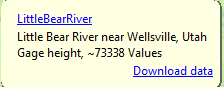 LittleBearRiver
Little Bear River near Wellsville, Utah
Gage height, ~73338 Values
Download data